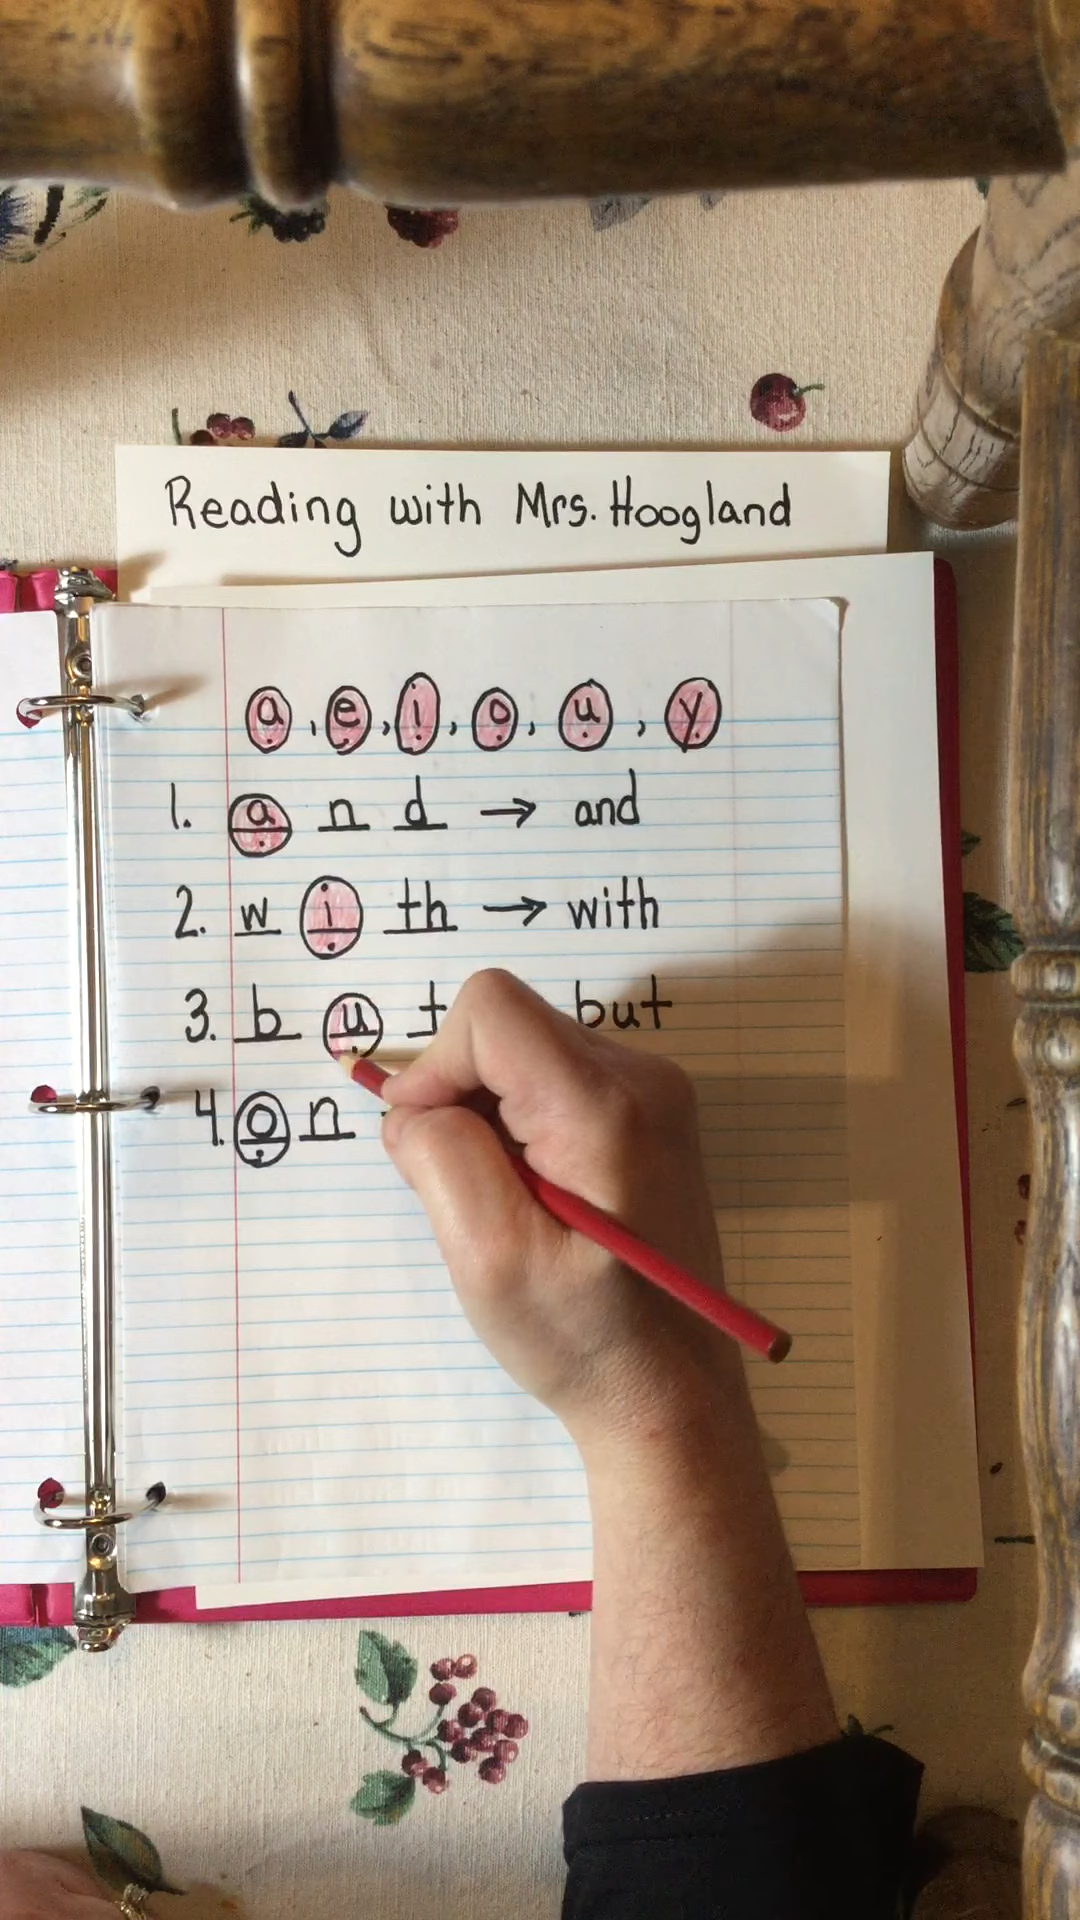 Reading with Mrs. Hoogland
a, e, i, o, u, y
1. a n d → and
2. w i th → with
3. b u t but
4. o n